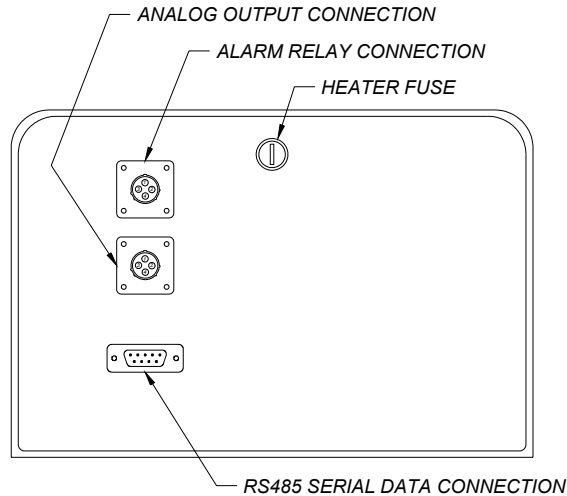 ANALOG OUTPUT CONNECTION
ALARM RELAY CONNECTION
HEATER FUSE
RS485 SERIAL DATA CONNECTION